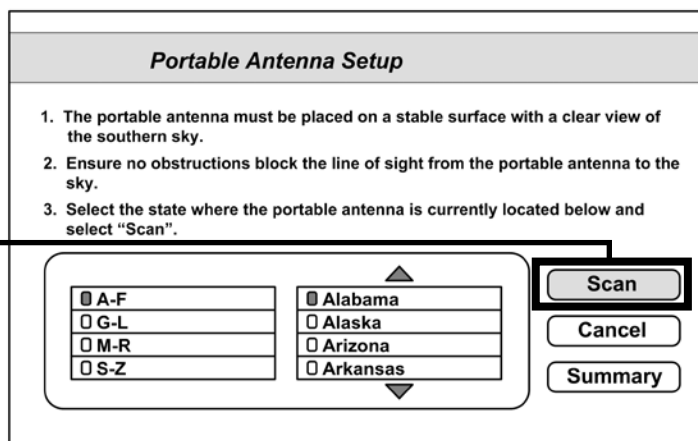 Portable Antenna Setup
1. The portable antenna must be placed on a stable surface with a clear view of
the southern sky.
2. Ensure no obstructions block the line of sight from the portable antenna to the
sky.
3. Select the state where the portable antenna is currently located below and
select “Scan”.
A-F
G-L
M-R
S-Z
Alabama
Alaska
Arizona
Arkansas
Scan
Cancel
Summary